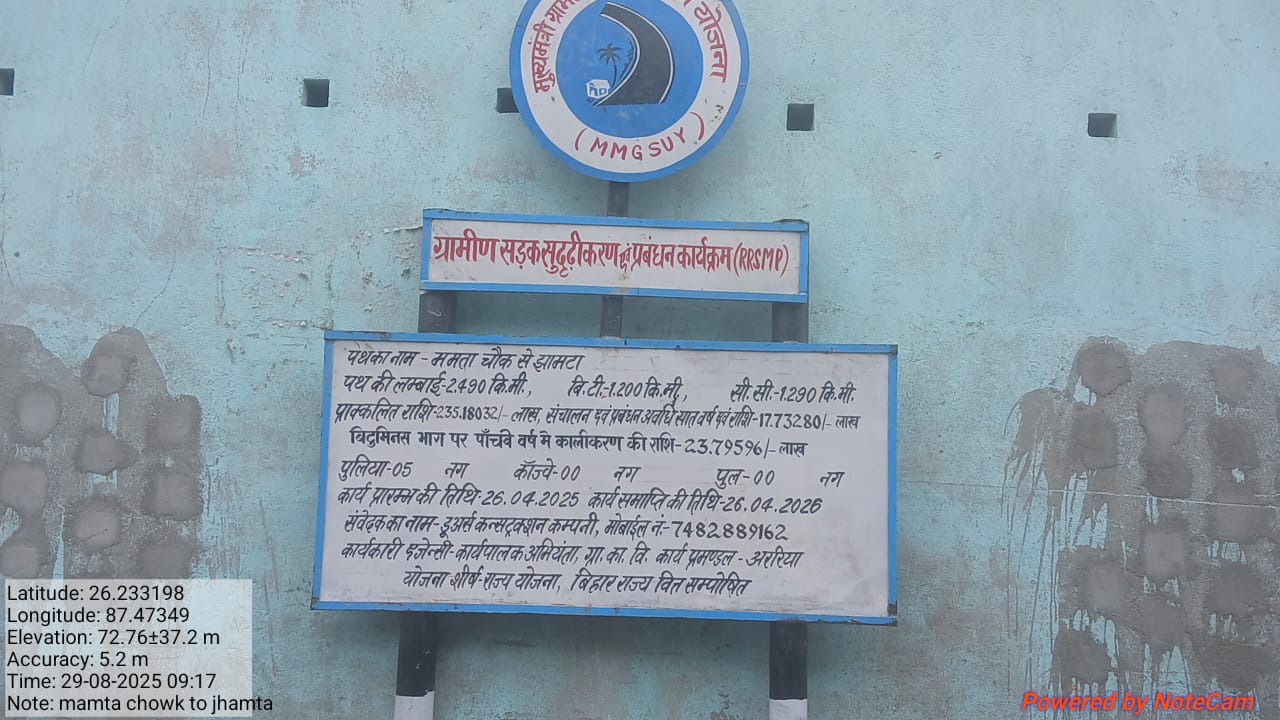 मुख्यमंत्री ग्राम योजना
(MMGSUY)
ग्रामीण सड़क सुदृढ़ीकरण एवं प्रबंधन कार्यक्रम (RRSMP)
पथ का नाम - ममता चौक से झामटा
पथ की लम्बाई-2.490 कि.मी., बि.टी.-1.200 कि.मी., सी.सी.-1.290 कि.मी.
प्राक्कलित राशि-235.18032/- लाख, संचालन एवं प्रबंधन अवधि सात वर्ष एवं राशि-17.73280/- लाख
बिटुमिनस भाग पर पाँचवे वर्ष मे कालीकरण की राशि-23.79596/- लाख
पुलिया-05 नग कॉज्वे-00 नग पुल-00 नग
कार्य प्रारम्भ की तिथि-26.04.2025 कार्य समाप्ति की तिथि-26.04.2026
संवेदक का नाम- डूअर्स कन्सट्रक्शन कम्पनी, मोबाईल नं.-7482889162
कार्यकारी एजेन्सी-कार्यपालक अभियंता, ग्रा.का.वि. कार्य प्रमण्डल - अररिया
योजना शीर्ष-राज्य योजना, बिहार राज्य वित सम्पोषित
Latitude: 26.233198
Longitude: 87.47349
Elevation: 72.76±37.2 m
Accuracy: 5.2 m
Time: 29-08-2025 09:17
Note: mamta chowk to jhamta
Powered by NoteCam